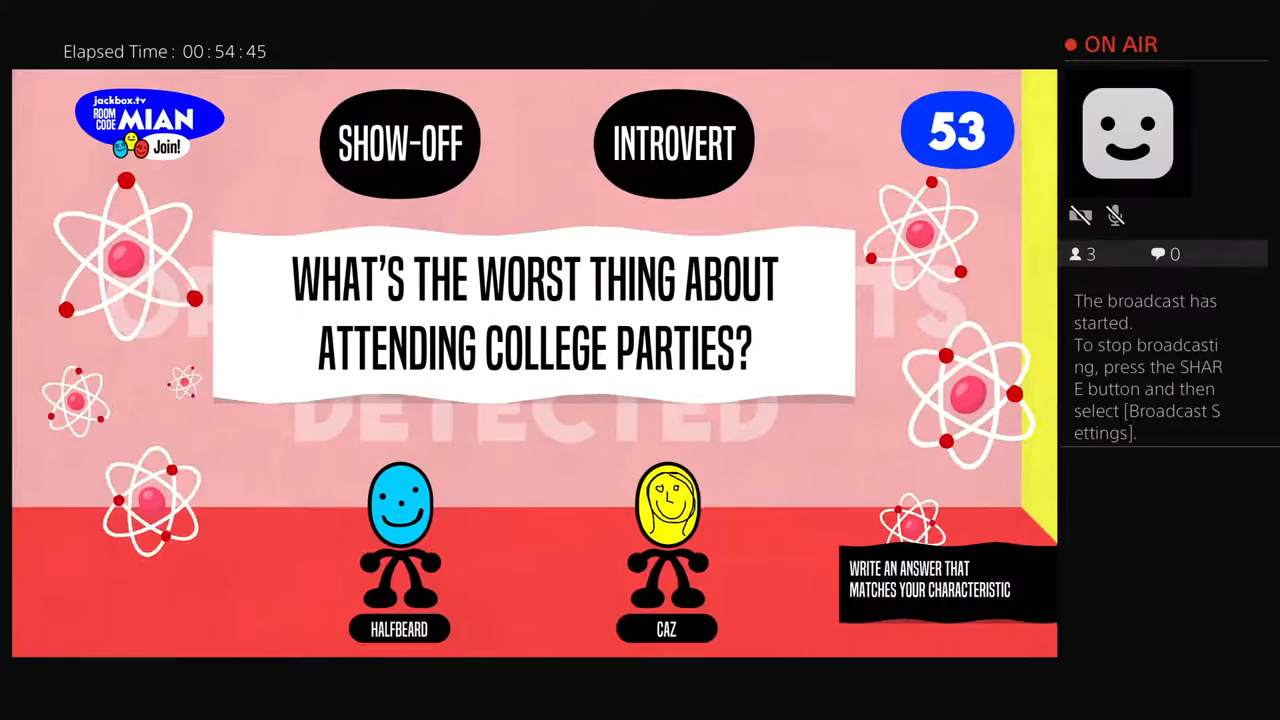 Elapsed Time: 00:54:45
ON AIR
jackbox.tv
ROOM CODE MIAN
Join!
SHOW-OFF
INTROVERT
53
WHAT'S THE WORST THING ABOUT
ATTENDING COLLEGE PARTIES?
DETECTED
3 0
The broadcast has
started.
To stop broadcasti
ng, press the SHAR
E button and then
select [Broadcast S
ettings].
WRITE AN ANSWER THAT
MATCHES YOUR CHARACTERISTIC
HALFBEARD
CAZ